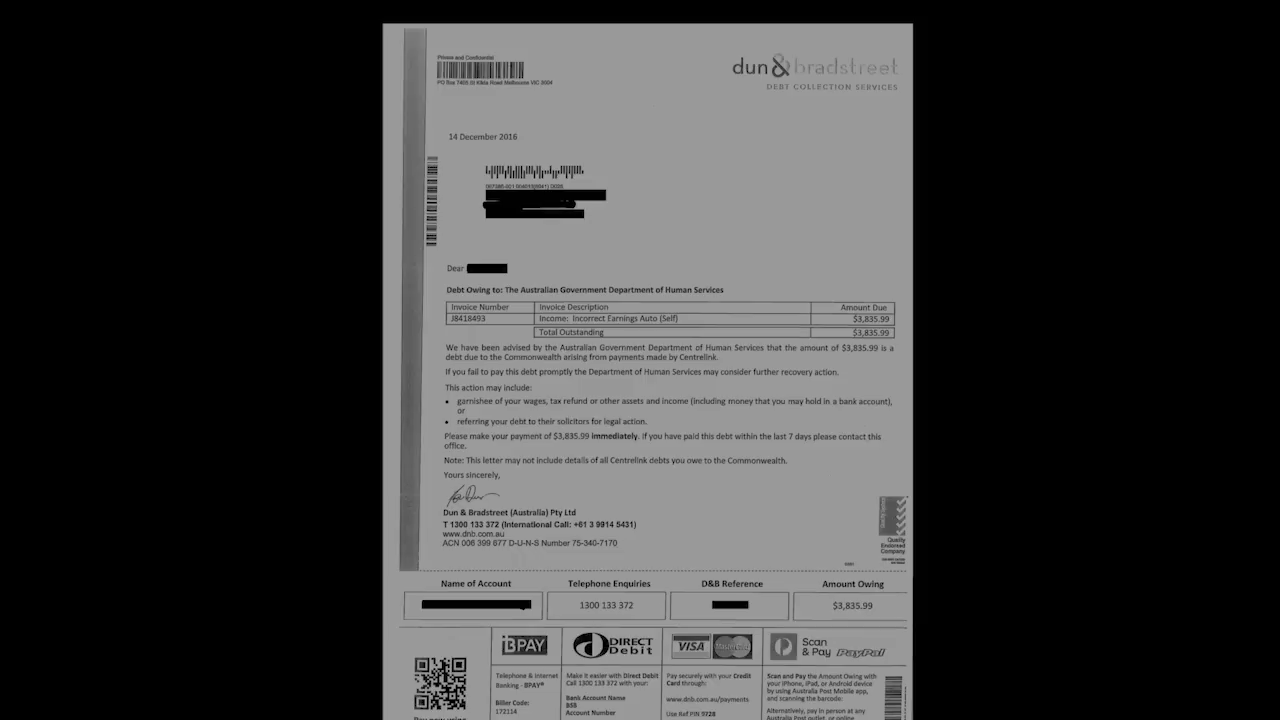 Private and Confidential
PO Box 7405 St Kilda Road Melbourne VIC 3004
dun & bradstreet
DEBT COLLECTION SERVICES
14 December 2016
Dear
Debt Owing to: The Australian Government Department of Human Services
Invoice Number Invoice Description Amount Due
J8418493 Income: Incorrect Earnings Auto (Self) $3,835.99
Total Outstanding $3,835.99
We have been advised by the Australian Government Department of Human Services that the amount of $3,835.99 is a
debt due to the Commonwealth arising from payments made by Centrelink.
If you fail to pay this debt promptly the Department of Human Services may consider further recovery action.
This action may include:
• garnishee of your wages, tax refund or other assets and income (including money that you may hold in a bank account),
or
• referring your debt to their solicitors for legal action.
Please make your payment of $3,835.99 immediately. If you have paid this debt within the last 7 days please contact this
office.
Note: This letter may not include details of all Centrelink debts you owe to the Commonwealth.
Yours sincerely,
Dun & Bradstreet (Australia) Pty Ltd
T 1300 133 372 (International Call: +61 3 9914 5431)
www.dnb.com.au
ACN 006 399 677 D-U-N-S Number 75-340-7170
Quality
Endorsed
Company
Name of Account Telephone Enquiries D&B Reference Amount Owing
1300 133 372 $3,835.99
BPAY
DIRECT
Debit
VISA
MasterCard
Scan
& Pay PayPal
Telephone & Internet
Banking - BPAY®
Biller Code:
172114
Make it easier with Direct Debit
Call 1300 133 372 with your:
Bank Account Name
BSB
Account Number
Pay securely with your Credit
Card through:
www.dnb.com.au/payments
Use Ref PIN 9728
Scan and Pay the Amount Owing with
your iPhone, iPad, or Android device
by using Australia Post Mobile app,
and scanning the barcode:
Alternatively, pay in person at any
Australia Post outlet, or online